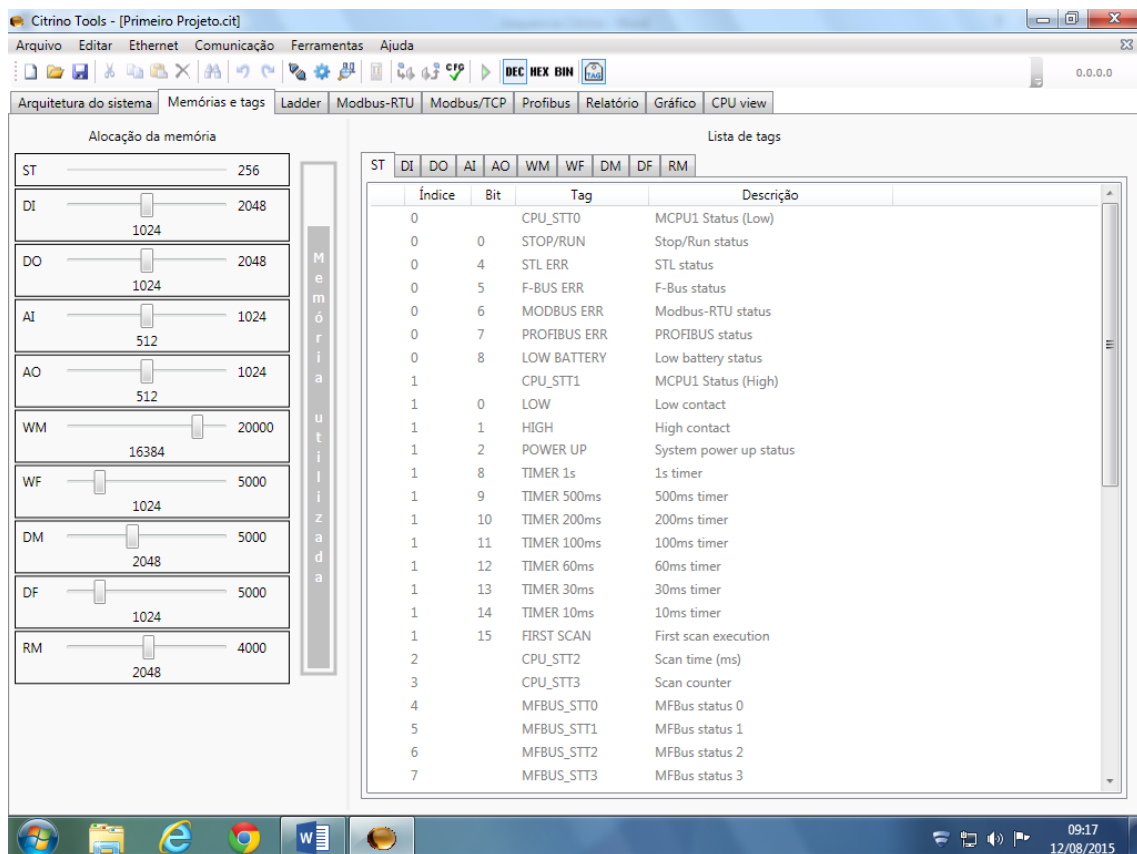 Citrino Tools - [Primeiro Projeto.cit]
Arquivo Editar Ethernet Comunicação Ferramentas Ajuda
CFG DEC HEX BIN TAG 0.0.0.0
Arquitetura do sistema Memórias e tags Ladder Modbus-RTU Modbus/TCP Profibus Relatório Gráfico CPU view
Alocação da memória
ST 256
DI 2048
1024
DO 2048
1024
AI 1024
512
AO 1024
512
WM 20000
16384
WF 5000
1024
DM 5000
2048
DF 5000
1024
RM 4000
2048
Memória utilizada
Lista de tags
ST DI DO AI AO WM WF DM DF RM
Índice Bit Tag Descrição
0 CPU_STT0 MCPU1 Status (Low)
0 0 STOP/RUN Stop/Run status
0 4 STL ERR STL status
0 5 F-BUS ERR F-Bus status
0 6 MODBUS ERR Modbus-RTU status
0 7 PROFIBUS ERR PROFIBUS status
0 8 LOW BATTERY Low battery status
1 CPU_STT1 MCPU1 Status (High)
1 0 LOW Low contact
1 1 HIGH High contact
1 2 POWER UP System power up status
1 8 TIMER 1s 1s timer
1 9 TIMER 500ms 500ms timer
1 10 TIMER 200ms 200ms timer
1 11 TIMER 100ms 100ms timer
1 12 TIMER 60ms 60ms timer
1 13 TIMER 30ms 30ms timer
1 14 TIMER 10ms 10ms timer
1 15 FIRST SCAN First scan execution
2 CPU_STT2 Scan time (ms)
3 CPU_STT3 Scan counter
4 MFBUS_STT0 MFBus status 0
5 MFBUS_STT1 MFBus status 1
6 MFBUS_STT2 MFBus status 2
7 MFBUS_STT3 MFBus status 3
09:17
12/08/2015